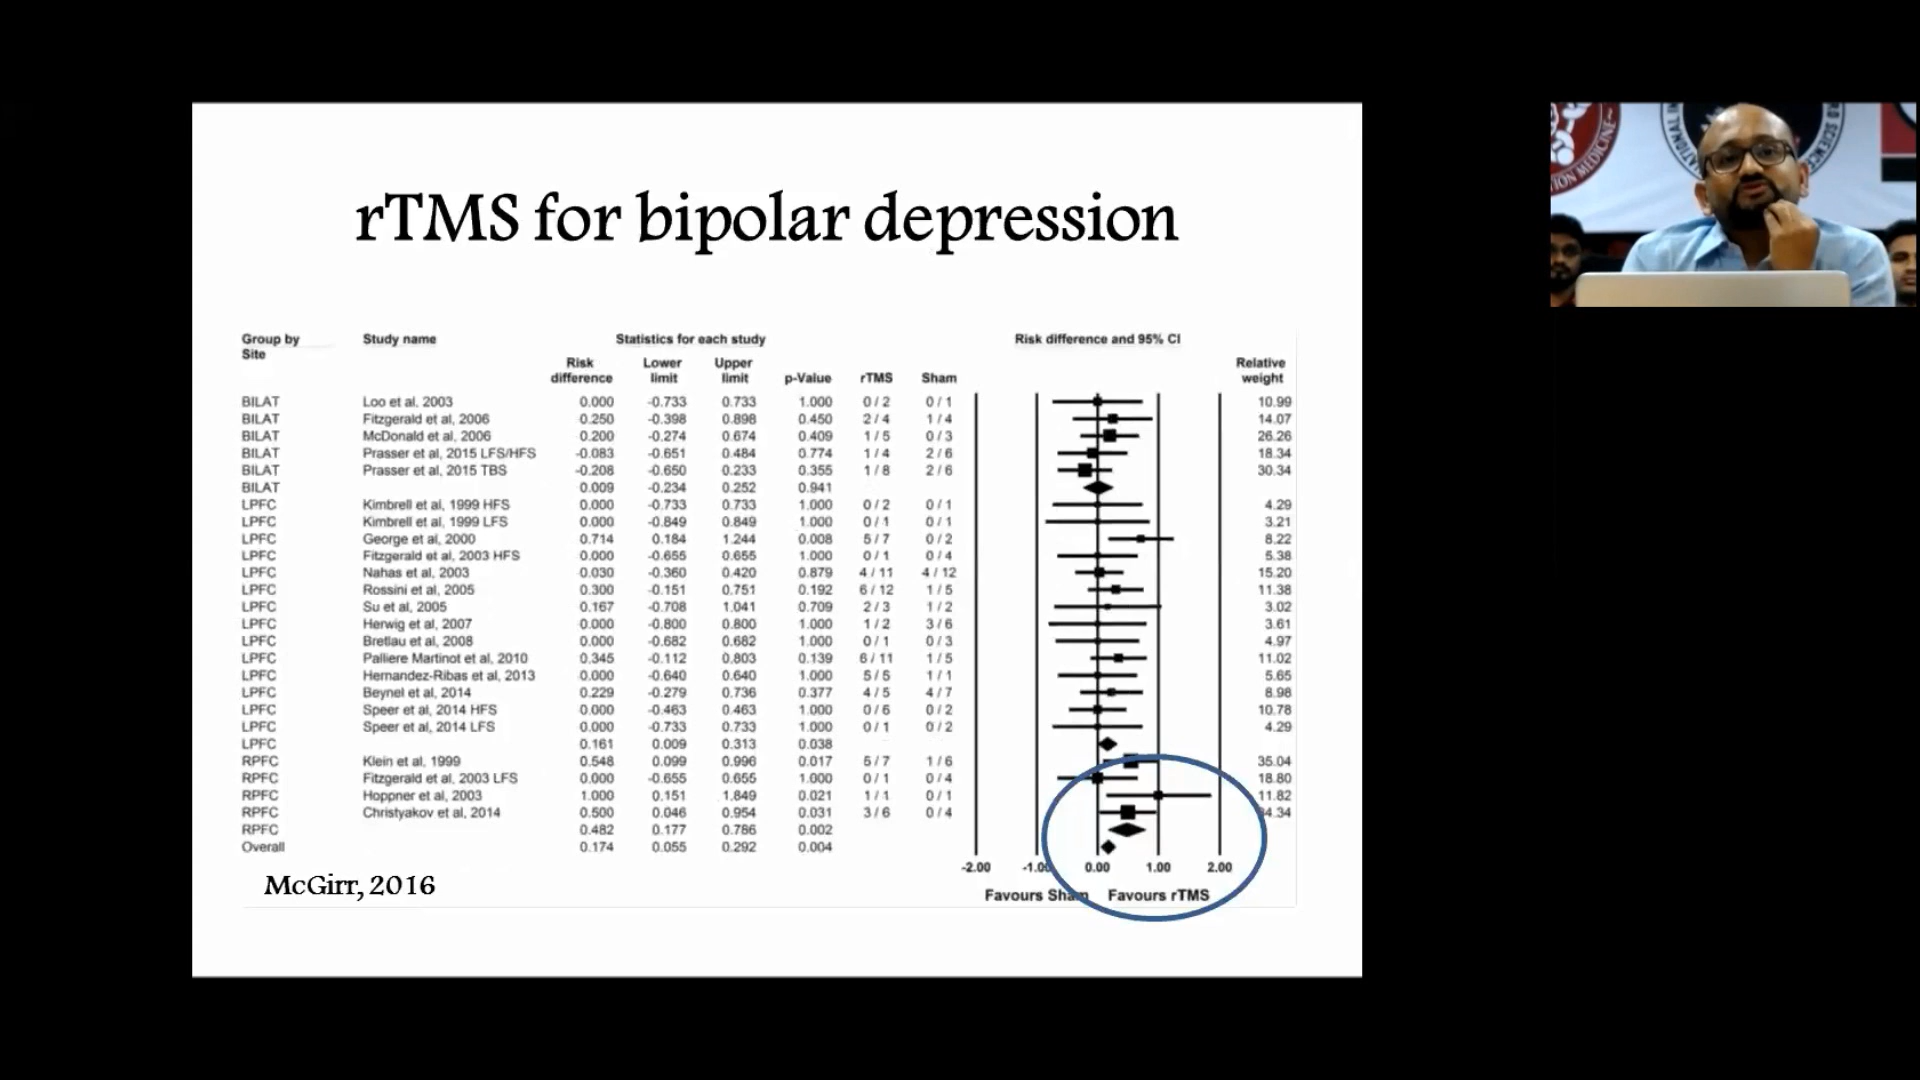 rTMS for bipolar depression
Group by Site Study name Statistics for each study Risk difference and 95% CI
Risk difference Lower limit Upper limit p-Value rTMS Sham Relative weight
BILAT Loo et al, 2003 0.000 -0.733 0.733 1.000 0 / 2 0 / 1 10.99
BILAT Fitzgerald et al, 2006 0.250 -0.398 0.898 0.450 2 / 4 1 / 4 14.07
BILAT McDonald et al, 2006 0.200 -0.274 0.674 0.409 1 / 5 0 / 3 26.26
BILAT Prasser et al, 2015 LFS/HFS -0.083 -0.651 0.484 0.774 1 / 4 2 / 6 18.34
BILAT Prasser et al, 2015 TBS -0.208 -0.650 0.233 0.355 1 / 8 2 / 6 30.34
BILAT 0.009 -0.234 0.252 0.941
LPFC Kimbrell et al, 1999 HFS 0.000 -0.733 0.733 1.000 0 / 2 0 / 1 4.29
LPFC Kimbrell et al, 1999 LFS 0.000 -0.849 0.849 1.000 0 / 1 0 / 1 3.21
LPFC George et al, 2000 0.714 0.184 1.244 0.008 5 / 7 0 / 2 8.22
LPFC Fitzgerald et al, 2003 HFS 0.000 -0.655 0.655 1.000 0 / 1 0 / 4 5.38
LPFC Nahas et al, 2003 0.030 -0.360 0.420 0.879 4 / 11 4 / 12 15.20
LPFC Rossini et al, 2005 0.300 -0.151 0.751 0.192 6 / 12 1 / 5 11.38
LPFC Su et al, 2005 0.167 -0.708 1.041 0.709 2 / 3 1 / 2 3.02
LPFC Herwig et al, 2007 0.000 -0.800 0.800 1.000 1 / 2 3 / 6 3.61
LPFC Bretlau et al, 2008 0.000 -0.682 0.682 1.000 0 / 1 0 / 3 4.97
LPFC Palliere Martinot et al, 2010 0.345 -0.112 0.803 0.139 6 / 11 1 / 5 11.02
LPFC Hernandez-Ribas et al, 2013 0.000 -0.640 0.640 1.000 5 / 5 1 / 1 5.65
LPFC Beynel et al, 2014 0.229 -0.279 0.736 0.377 4 / 5 4 / 7 8.98
LPFC Speer et al, 2014 HFS 0.000 -0.463 0.463 1.000 0 / 6 0 / 2 10.78
LPFC Speer et al, 2014 LFS 0.000 -0.733 0.733 1.000 0 / 1 0 / 2 4.29
LPFC 0.161 0.009 0.313 0.038
RPFC Klein et al, 1999 0.548 0.099 0.996 0.017 5 / 7 1 / 6 35.04
RPFC Fitzgerald et al, 2003 LFS 0.000 -0.655 0.655 1.000 0 / 1 0 / 4 18.80
RPFC Hoppner et al, 2003 1.000 0.151 1.849 0.021 1 / 1 0 / 1 11.82
RPFC Christyakov et al, 2014 0.500 0.046 0.954 0.031 3 / 6 0 / 4
RPFC 0.482 0.177 0.786 0.002
Overall 0.174 0.055 0.292 0.004
-2.00 -1.00 0.00 1.00 2.00
Favours Sham Favours rTMS
McGirr, 2016
MEDICINE